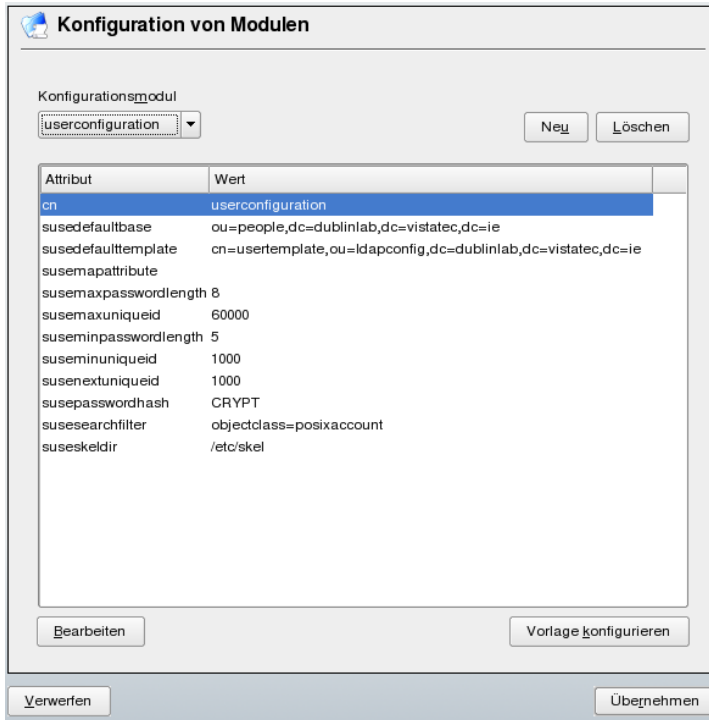 Konfiguration von Modulen
Konfigurationsmodul
userconfiguration
Neu Löschen
Attribut Wert
cn userconfiguration
susedefaultbase ou=people,dc=dublinlab,dc=vistatec,dc=ie
susedefaulttemplate cn=usertemplate,ou=ldapconfig,dc=dublinlab,dc=vistatec,dc=ie
susemapattribute
susemaxpasswordlength 8
susemaxuniqueid 60000
suseminpasswordlength 5
suseminuniqueid 1000
susenextuniqueid 1000
susepasswordhash CRYPT
susesearchfilter objectclass=posixaccount
suseskeldir /etc/skel
Bearbeiten Vorlage konfigurieren
Verwerfen Übernehmen